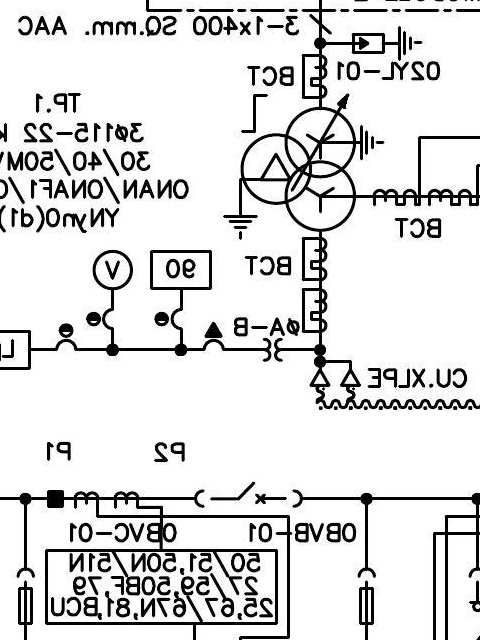 3-1x400 SQ.mm. AAC
BCT
02YL-01
TP.1
3ø115-22 k
30/40/50MV
ONAN/ONAF1/O
YNyn0(d1)
BCT
BCT
V
90
øA-B
CU.XLPE
P1
P2
0BVC-01
0BVB-01
50/51,50N/51N
27/59,50BF,79
25,67/67N,81,BCU